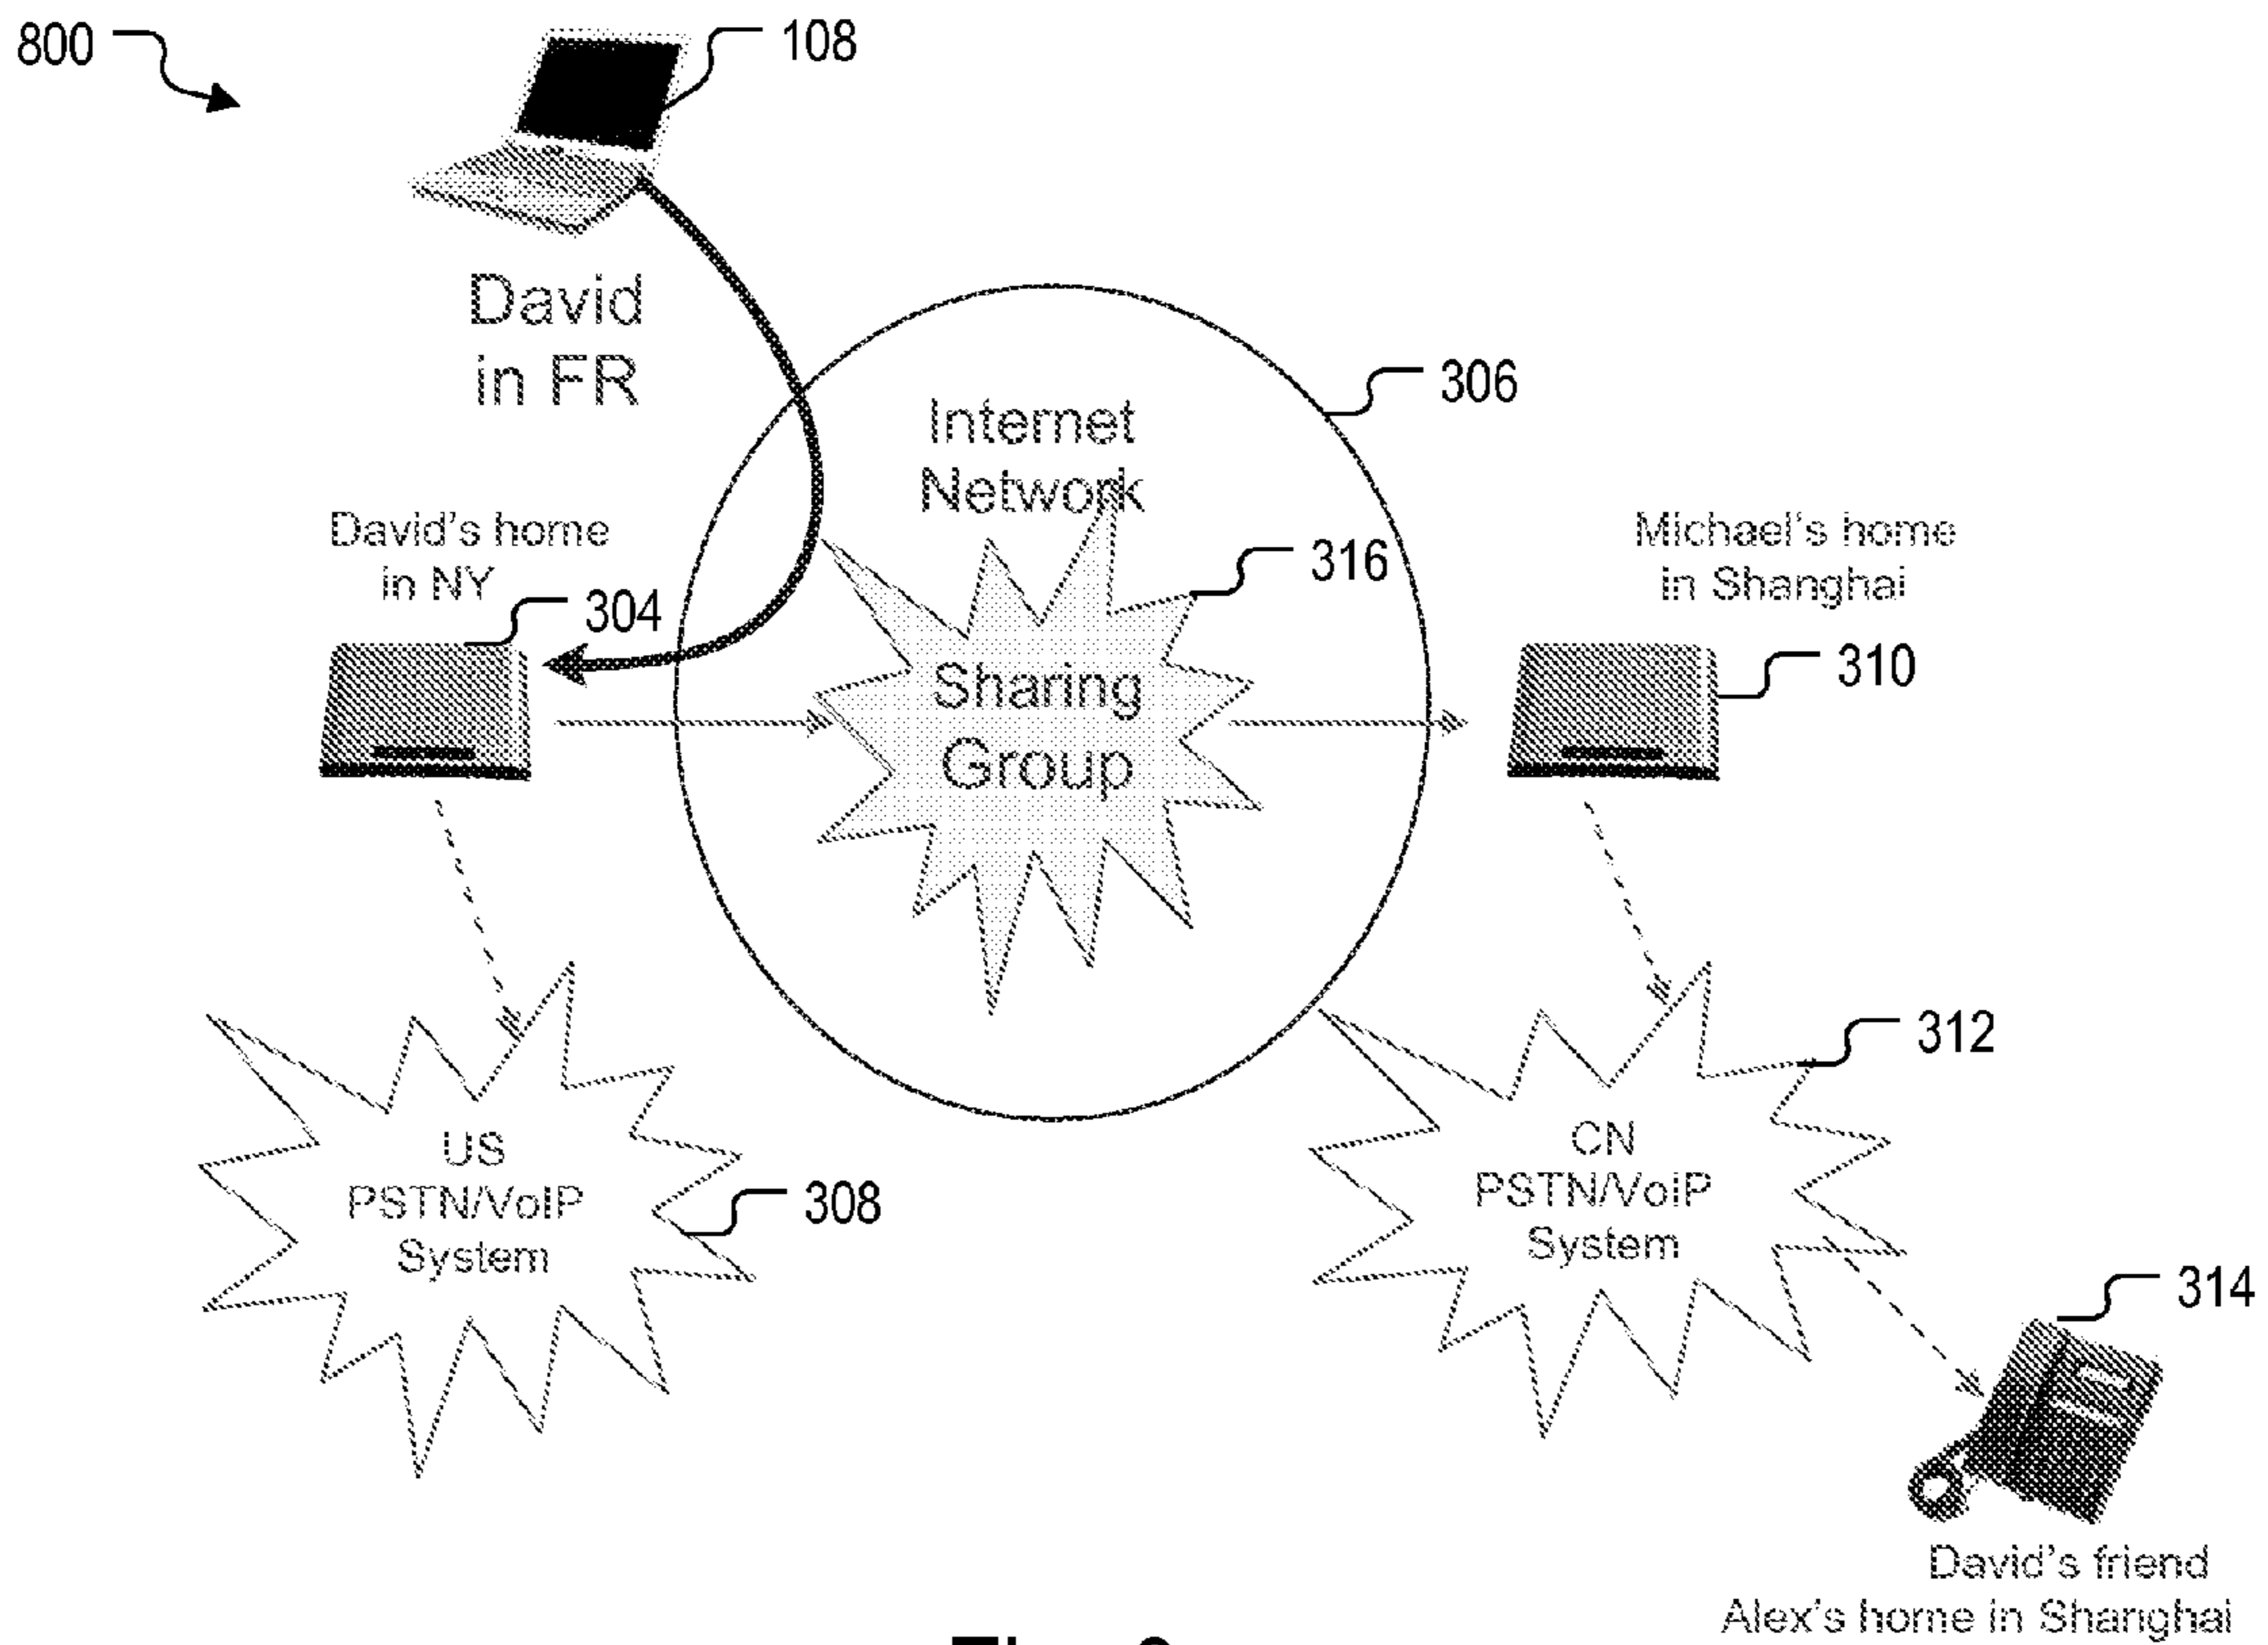 800
108
David
in FR
306
Internet
Network
David's home
in NY
304
316
Michael's home
in Shanghai
310
Sharing
Group
312
US
PSTN/VoIP
System
308
CN
PSTN/VoIP
System
314
David's friend
Alex's home in Shanghai